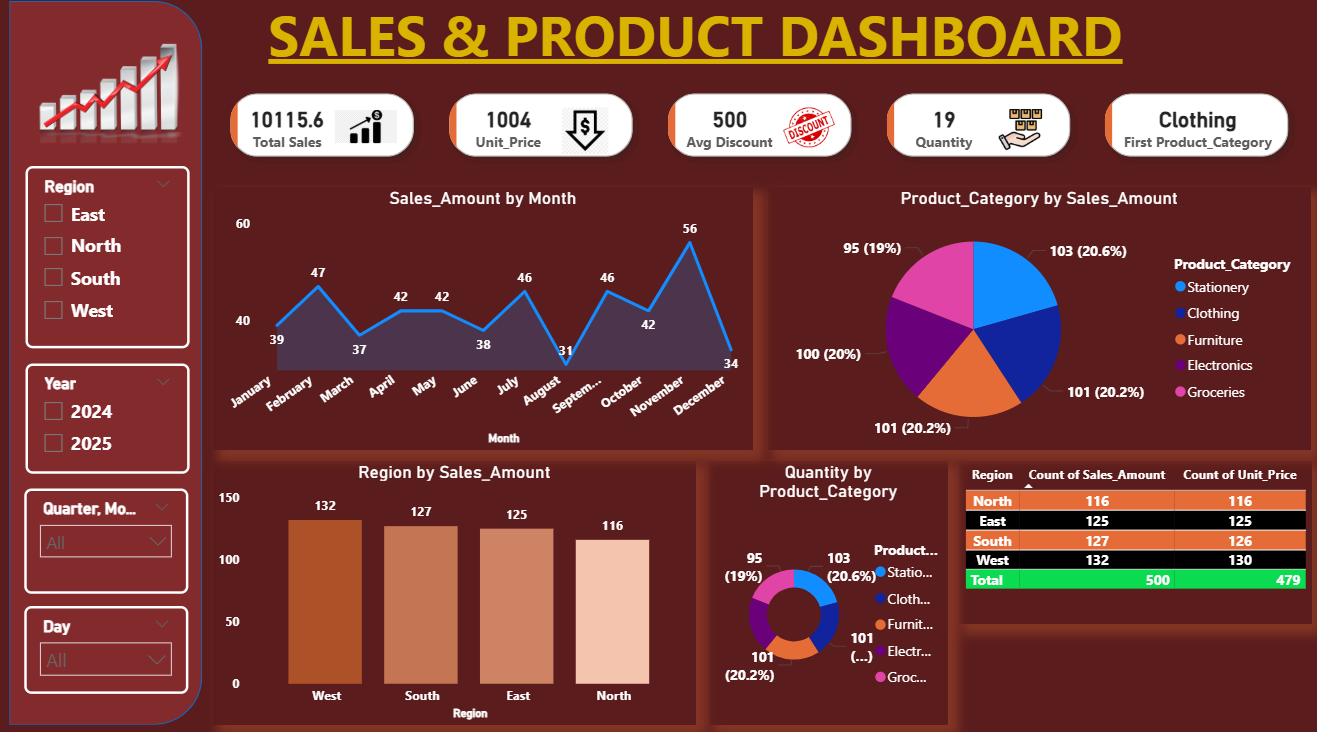 SALES & PRODUCT DASHBOARD
10115.6
Total Sales
1004
Unit_Price
$
500
Avg Discount
DISCOUNT
19
Quantity
Clothing
First Product_Category
Region
East
North
South
West
Year
2024
2025
Quarter, Mo...
All
Day
All
Sales_Amount by Month
60
40
39
47
37
42
42
38
46
31
46
42
56
34
January
February
March
April
May
June
July
August
Septem...
October
November
December
Month
Product_Category by Sales_Amount
103 (20.6%)
101 (20.2%)
101 (20.2%)
100 (20%)
95 (19%)
Product_Category
Stationery
Clothing
Furniture
Electronics
Groceries
Region by Sales_Amount
150
100
50
0
132
127
125
116
West
South
East
North
Region
Quantity by
Product_Category
95
(19%)
103
(20.6%)
101
(...)
101
(20.2%)
Product...
Statio...
Cloth...
Furnit...
Electr...
Groc...
Region Count of Sales_Amount Count of Unit_Price
North 116 116
East 125 125
South 127 126
West 132 130
Total 500 479